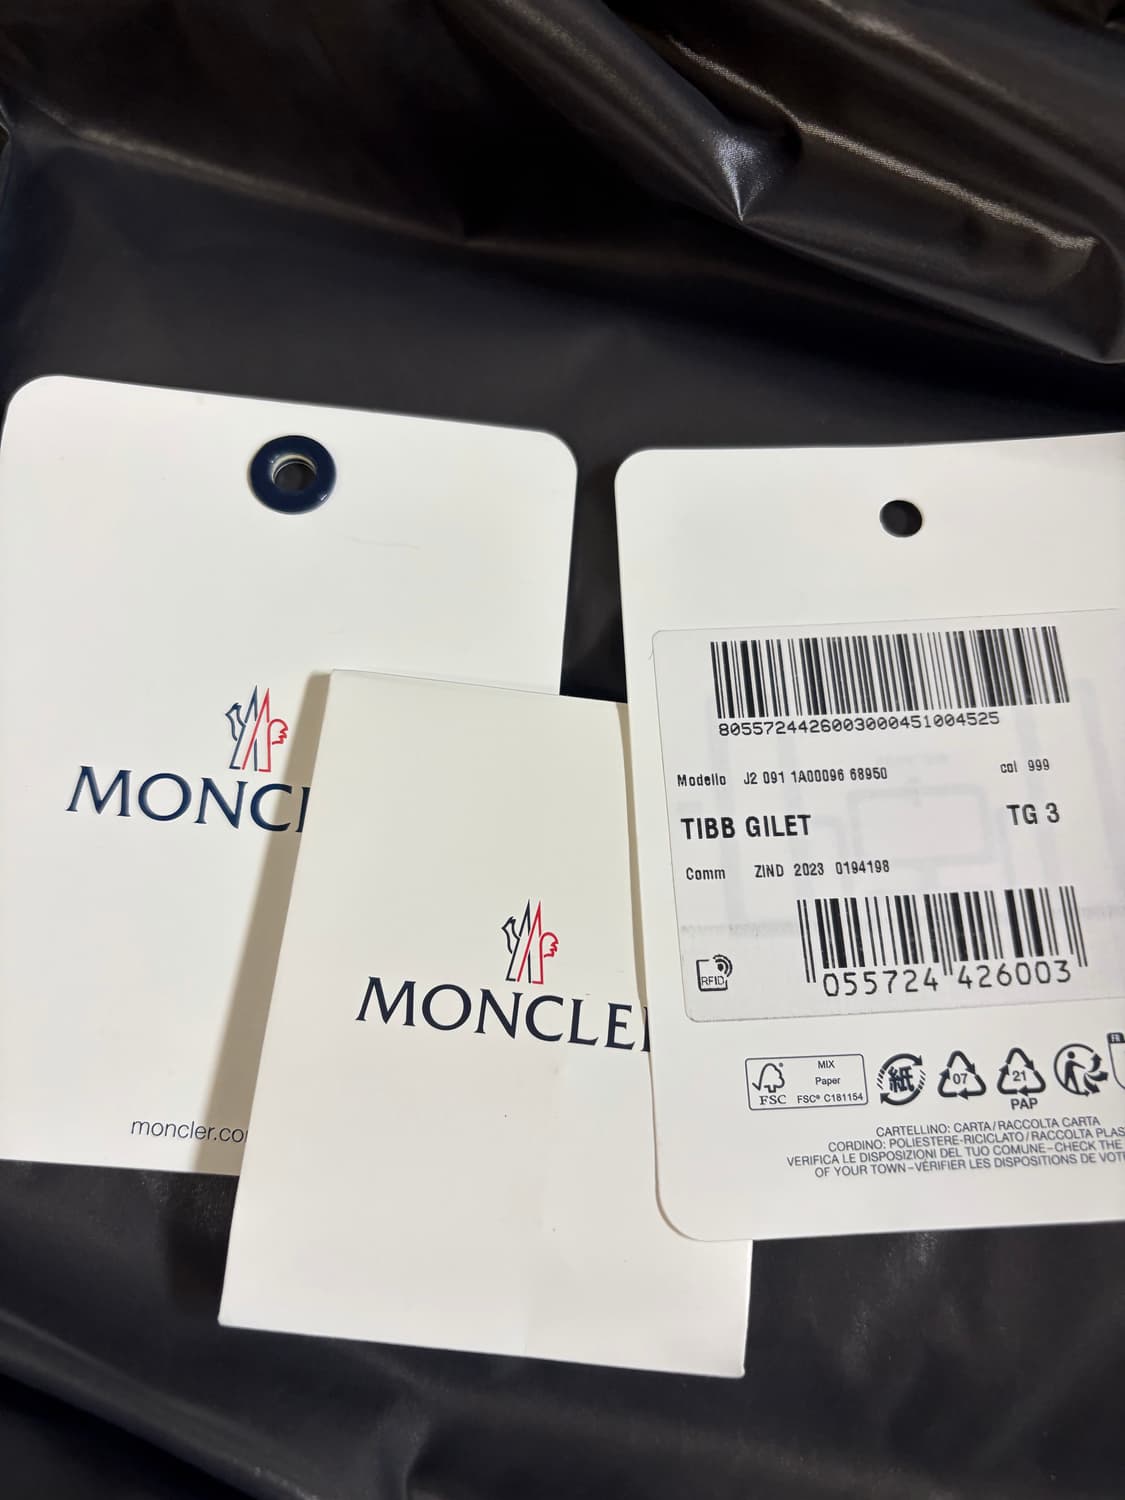 MONCL
moncler.co
MONCLE
8055724426003000451004525
Modello J2 091 1A00096 68950 col 999
TIBB GILET TG 3
Comm ZIND 2023 0194198
RFID
055724 426003
FSC
MIX
Paper
FSC® C181154
紙
07
21
PAP
FR
CARTELLINO: CARTA/RACCOLTA CARTA
CORDINO: POLIESTERE-RICICLATO/RACCOLTA PLAS
VERIFICA LE DISPOSIZIONI DEL TUO COMUNE-CHECK THE
OF YOUR TOWN-VÉRIFIER LES DISPOSITIONS DE VOT